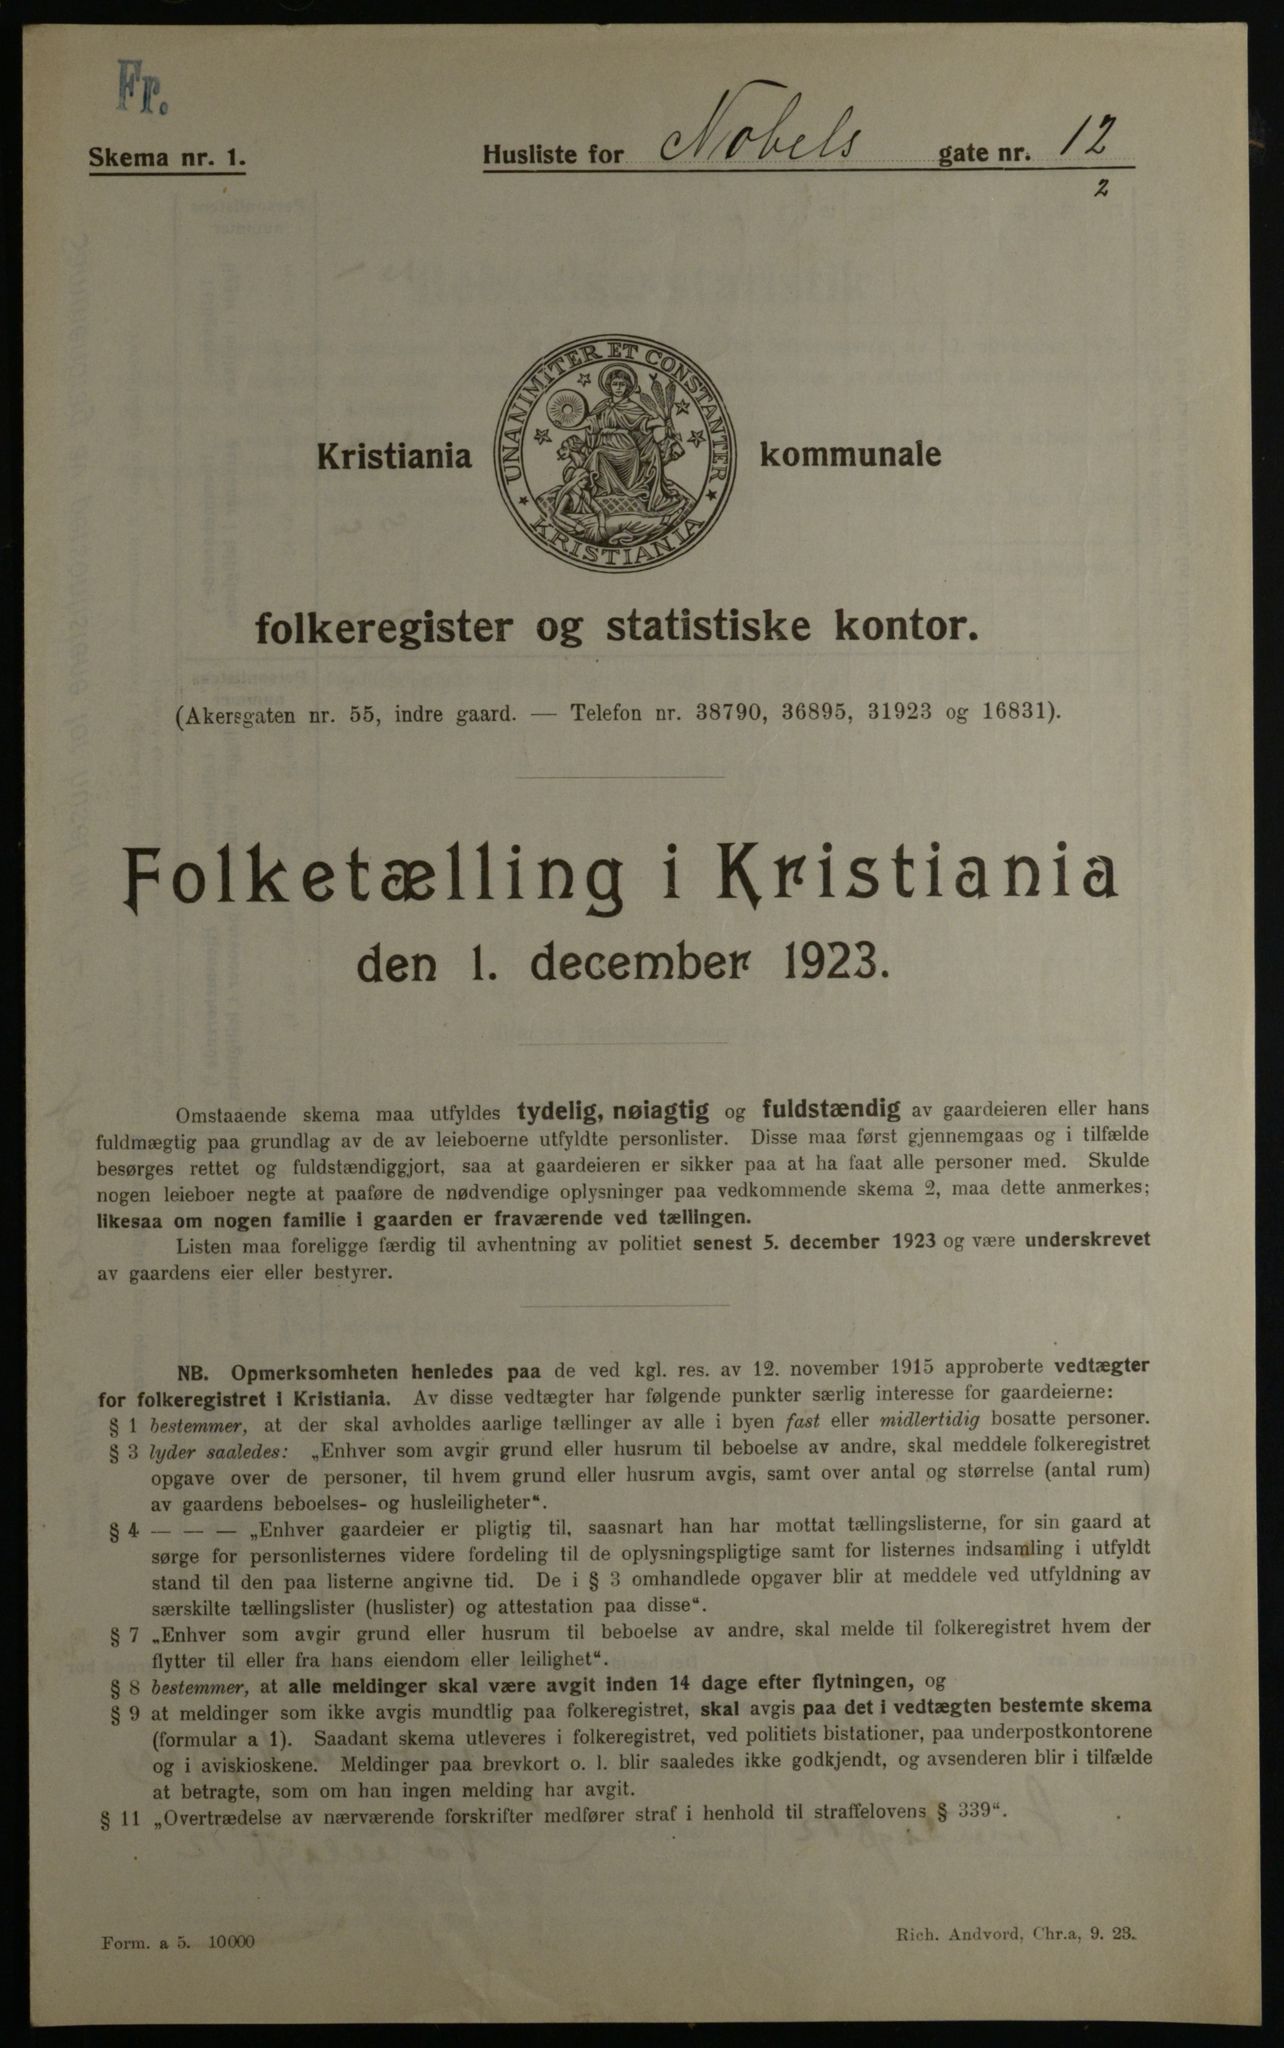 Fr.
Skema nr. 1.
Husliste for Nobels gate nr. 12
2
UNANIMITER ET CONSTANTER
KRISTIANIA
Kristiania kommunale
folkeregister og statistiske kontor.
(Akersgaten nr. 55, indre gaard. — Telefon nr. 38790, 36895, 31923 og 16831).
Folketælling i Kristiania
den 1. december 1923.
Omstaaende skema maa utfyldes tydelig, nøiagtig og fuldstændig av gaardeieren eller hans
fuldmægtig paa grundlag av de av leieboerne utfyldte personlister. Disse maa først gjennemgaas og i tilfælde
besørges rettet og fuldstændiggjort, saa at gaardeieren er sikker paa at ha faat alle personer med. Skulde
nogen leieboer negte at paaføre de nødvendige oplysninger paa vedkommende skema 2, maa dette anmerkes;
likesaa om nogen familie i gaarden er fraværende ved tællingen.
Listen maa foreligge færdig til avhentning av politiet senest 5. december 1923 og være underskrevet
av gaardens eier eller bestyrer.
NB. Opmerksomheten henledes paa de ved kgl. res. av 12. november 1915 approberte vedtægter
for folkeregistret i Kristiania. Av disse vedtægter har følgende punkter særlig interesse for gaardeierne:
§ 1 bestemmer, at der skal avholdes aarlige tællinger av alle i byen fast eller midlertidig bosatte personer.
§ 3 lyder saaledes: „Enhver som avgir grund eller husrum til beboelse av andre, skal meddele folkeregistret
opgave over de personer, til hvem grund eller husrum avgis, samt over antal og størrelse (antal rum)
av gaardens beboelses- og husleiligheter“.
§ 4 — — — „Enhver gaardeier er pligtig til, saasnart han har mottat tællingslisterne, for sin gaard at
sørge for personlisternes videre fordeling til de oplysningspligtige samt for listernes indsamling i utfyldt
stand til den paa listerne angivne tid. De i § 3 omhandlede opgaver blir at meddele ved utfyldning av
særskilte tællingslister (huslister) og attestation paa disse“.
§ 7 „Enhver som avgir grund eller husrum til beboelse av andre, skal melde til folkeregistret hvem der
flytter til eller fra hans eiendom eller leilighet“.
§ 8 bestemmer, at alle meldinger skal være avgit inden 14 dage efter flytningen, og
§ 9 at meldinger som ikke avgis mundtlig paa folkeregistret, skal avgis paa det i vedtægten bestemte skema
(formular a 1). Saadant skema utleveres i folkeregistret, ved politiets bistationer, paa underpostkontorene
og i aviskioskene. Meldinger paa brevkort o. l. blir saaledes ikke godkjendt, og avsenderen blir i tilfælde
at betragte, som om han ingen melding har avgit.
§ 11 „Overtrædelse av nærværende forskrifter medfører straf i henhold til straffelovens § 339“.
Form. a 5. 10000
Rich. Andvord, Chr.a, 9. 23.